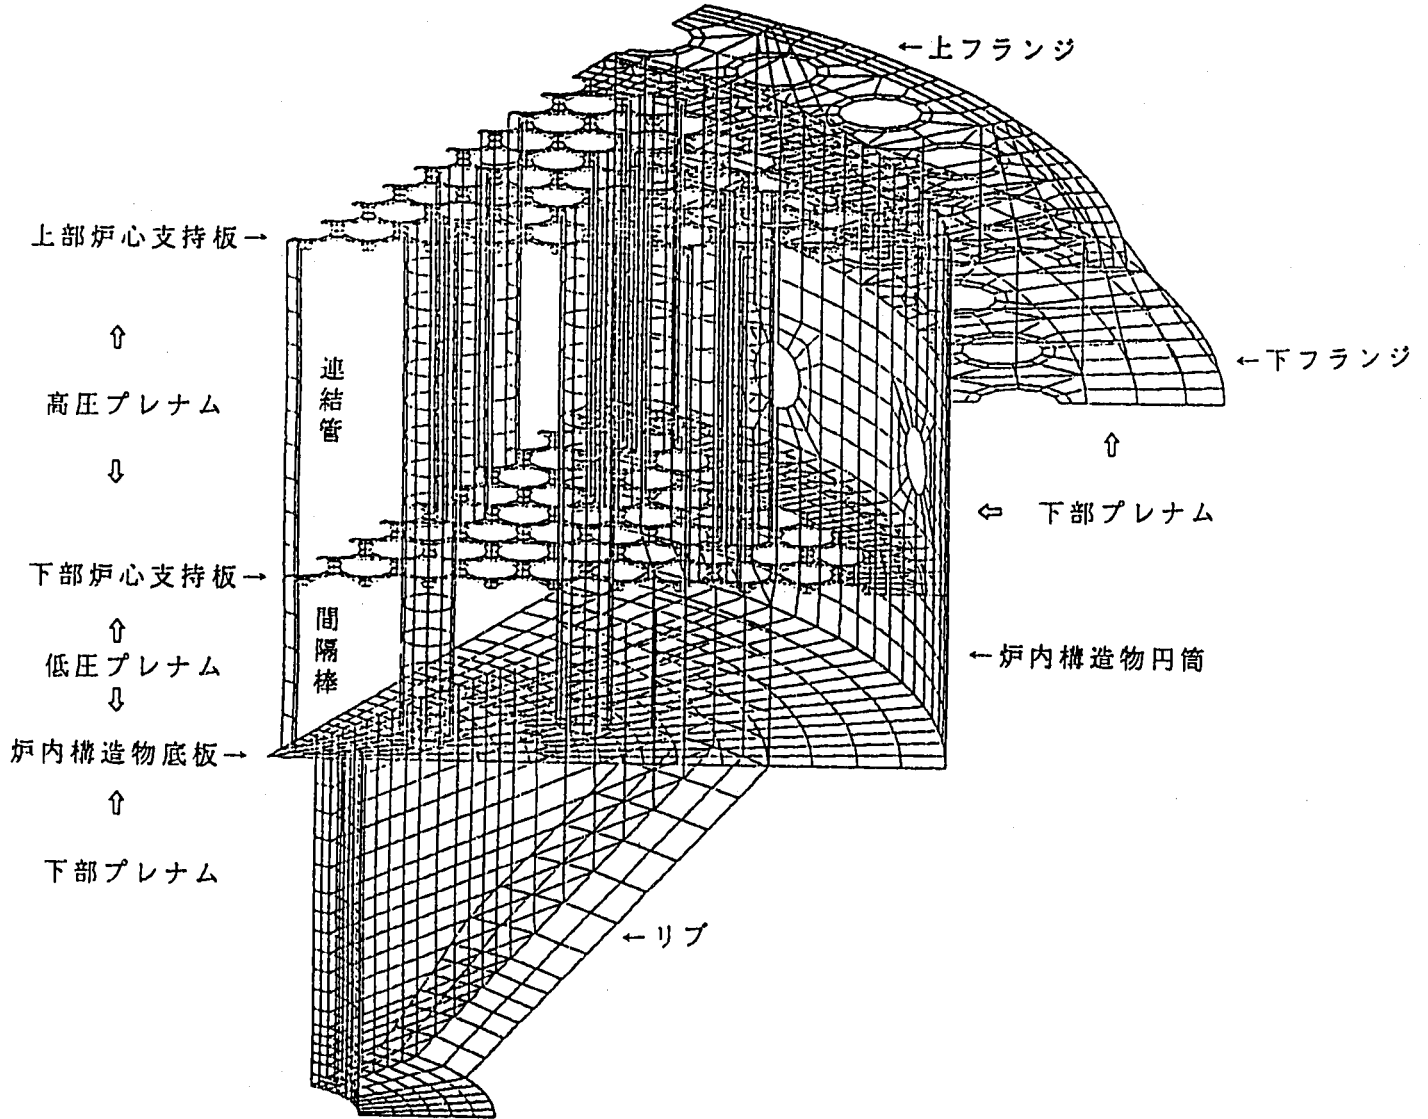 ←上フランジ
上部炉心支持板→
⇧
高圧プレナム
⇩
連結管
←下フランジ
⇧
⇦ 下部プレナム
下部炉心支持板→
⇧
低圧プレナム
⇩
間隔棒
←炉内構造物円筒
炉内構造物底板→
⇧
下部プレナム
←リブ